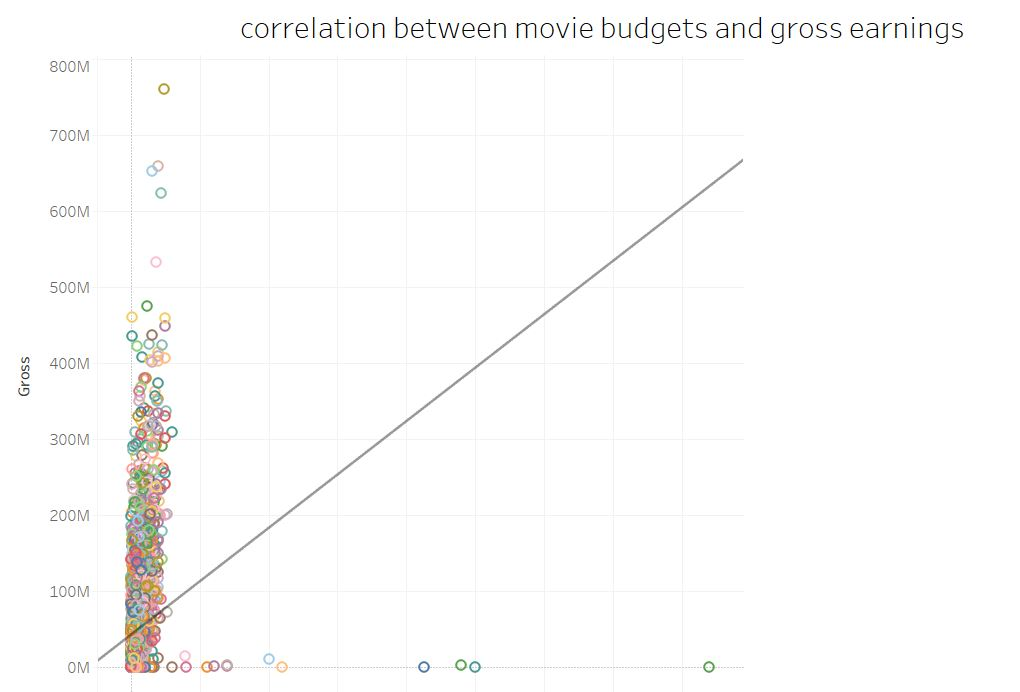 correlation between movie budgets and gross earnings
800M
700M
600M
500M
400M
300M
200M
100M
0M
Gross